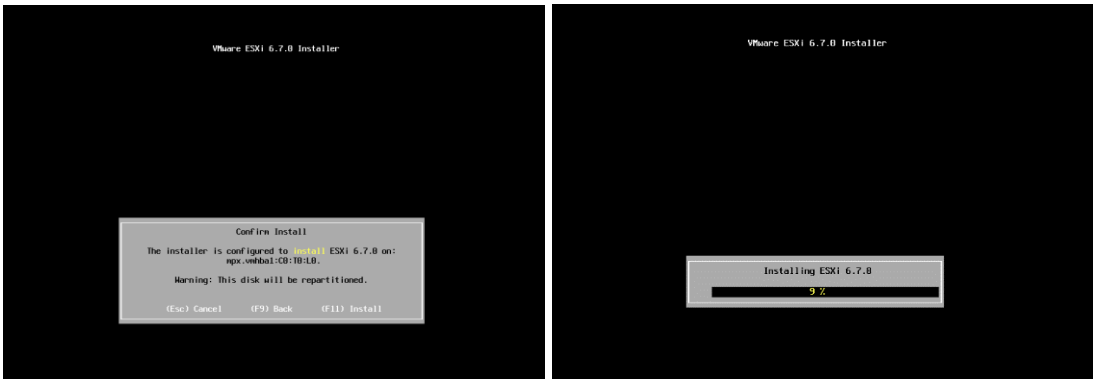 VMware ESXi 6.7.0 Installer
Confirm Install
The installer is configured to install ESXi 6.7.0 on:
mpx.vmhba1:C0:T0:L0.
Warning: This disk will be repartitioned.
(Esc) Cancel (F9) Back (F11) Install
VMware ESXi 6.7.0 Installer
Installing ESXi 6.7.0
9 %